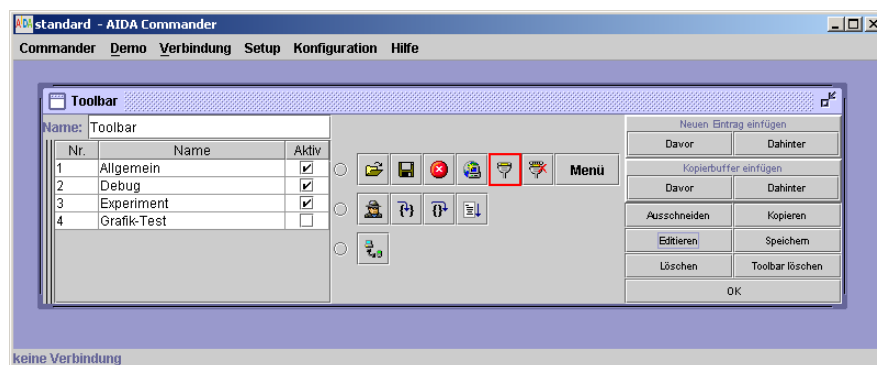 standard - AIDA Commander
Commander Demo Verbindung Setup Konfiguration Hilfe
Toolbar
Name: Toolbar
Nr. Name Aktiv
1 Allgemein
2 Debug
3 Experiment
4 Grafik-Test
Menü
Neuen Eintrag einfügen
Davor Dahinter
Kopierbuffer einfügen
Davor Dahinter
Ausschneiden Kopieren
Editieren Speichern
Löschen Toolbar löschen
OK
keine Verbindung